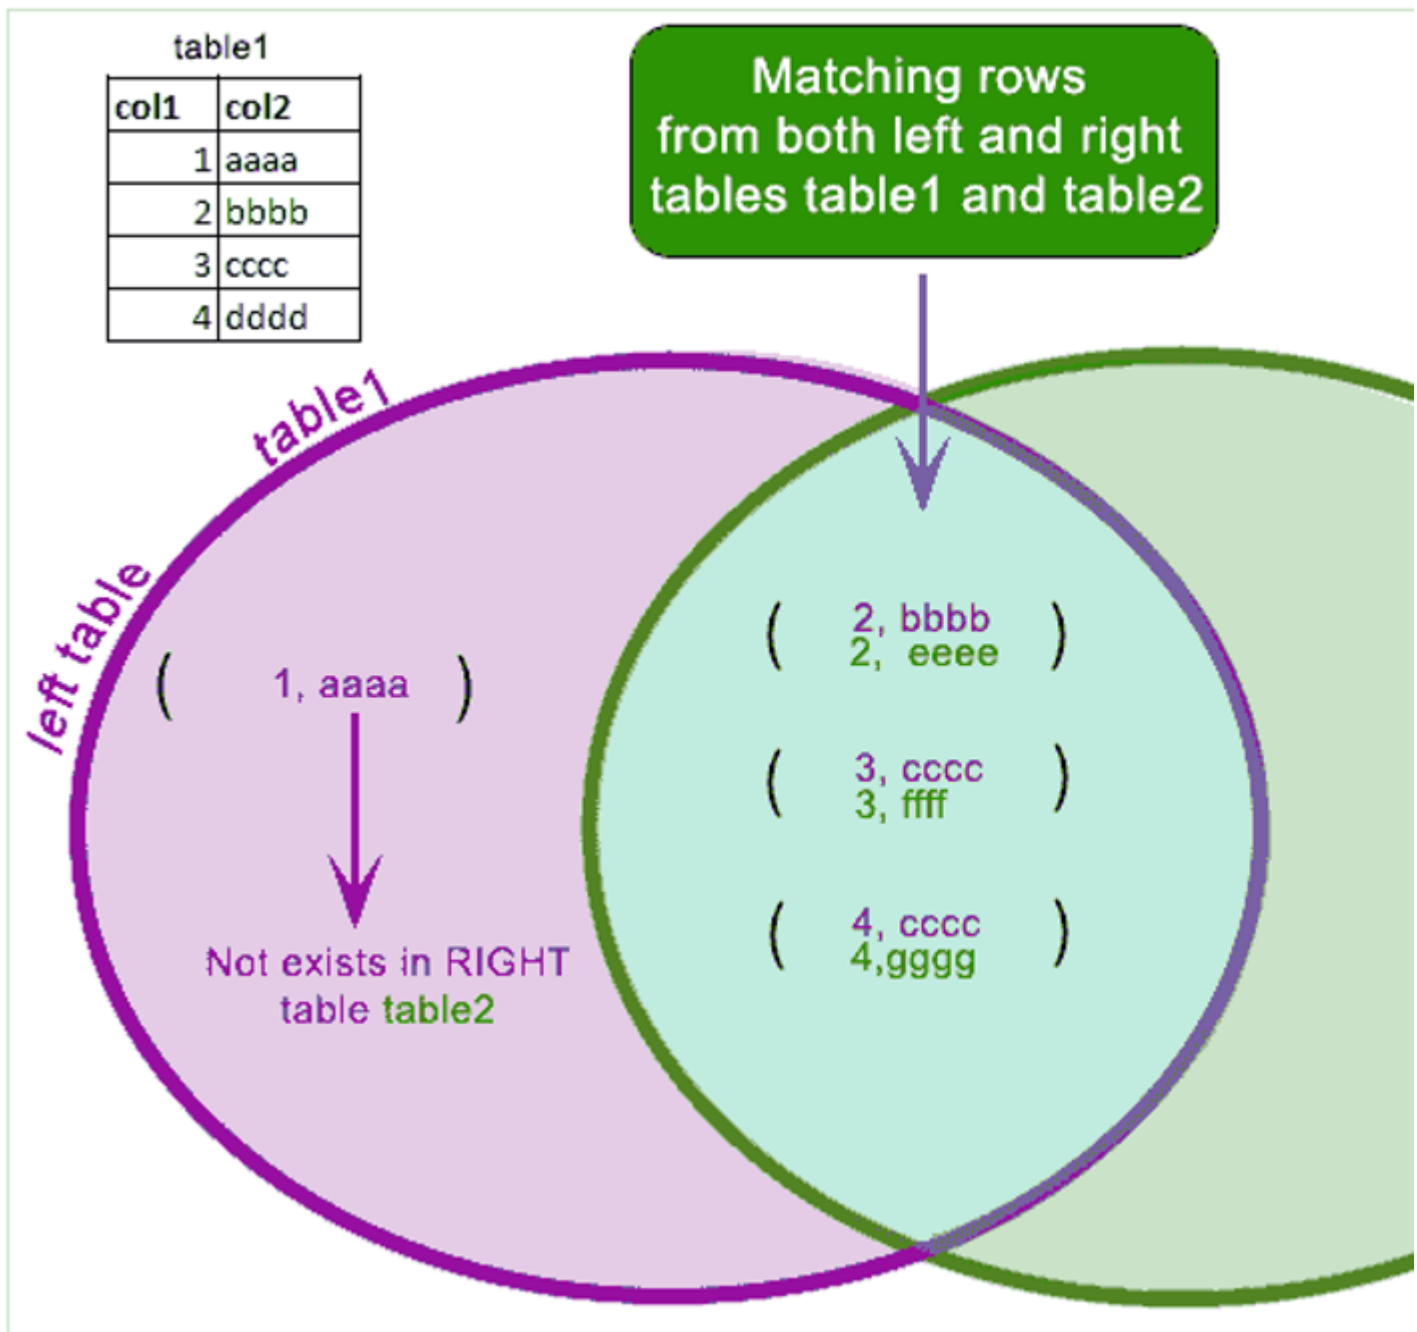 table1
col1 col2
1 aaaa
2 bbbb
3 cccc
4 dddd
Matching rows
from both left and right
tables table1 and table2
table1
left table
( 1, aaaa )
Not exists in RIGHT
table table2
( 2, bbbb
2, eeee )
( 3, cccc
3, ffff )
( 4, cccc
4,gggg )